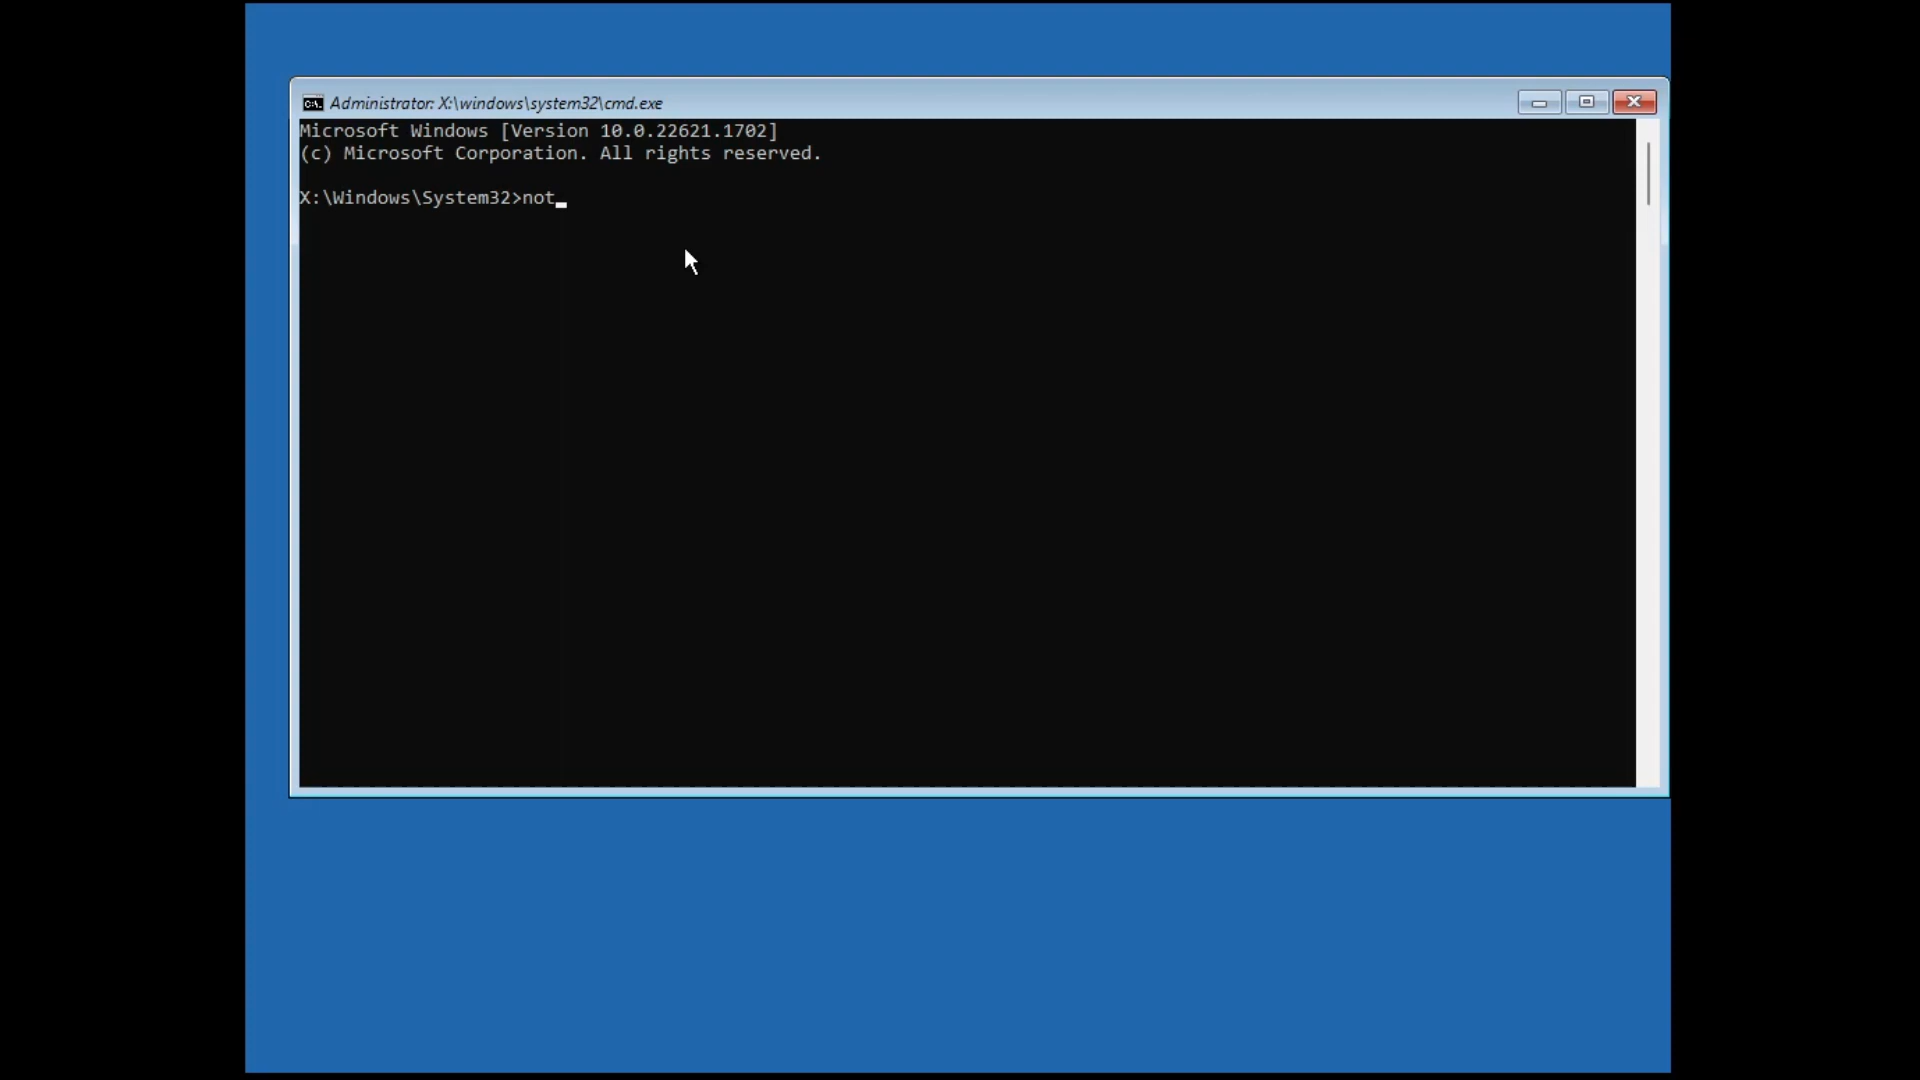 Administrator: X:\windows\system32\cmd.exe
Microsoft Windows [Version 10.0.22621.1702]
(c) Microsoft Corporation. All rights reserved.
X:\Windows\System32>not